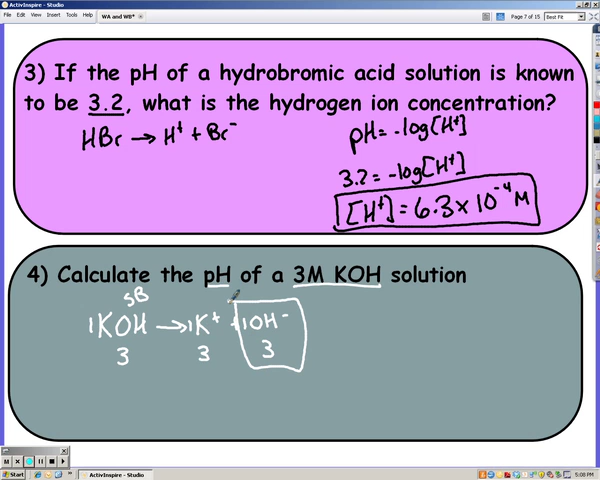 ActivInspire - Studio
File Edit View Insert Tools Help
WA and WB*
Page 7 of 15
Best Fit
3) If the pH of a hydrobromic acid solution is known
to be 3.2, what is the hydrogen ion concentration?
HBr → H⁺ + Br⁻
pH = -log[H⁺]
3.2 = -log[H⁺]
[H⁺] = 6.3 x 10⁻⁴ M
4) Calculate the pH of a 3M KOH solution
SB
1KOH → 1K⁺ + 1OH⁻
3 3 3
M
Start
ActivInspire - Studio
5:08 PM